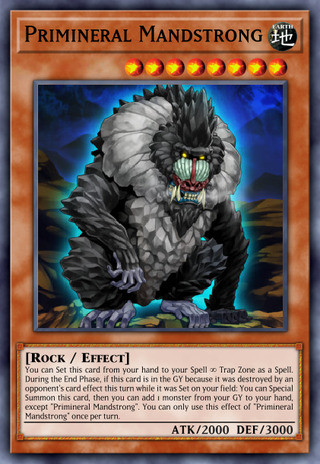 Primineral Mandstrong
EARTH
地
[Rock / Effect]
You can Set this card from your hand to your Spell & Trap Zone as a Spell.
During the End Phase, if this card is in the GY because it was destroyed by an
opponent's card effect this turn while it was Set on your field: You can Special
Summon this card, then you can add 1 monster from your GY to your hand,
except "Primineral Mandstrong". You can only use this effect of "Primineral
Mandstrong" once per turn.
ATK/2000 DEF/3000